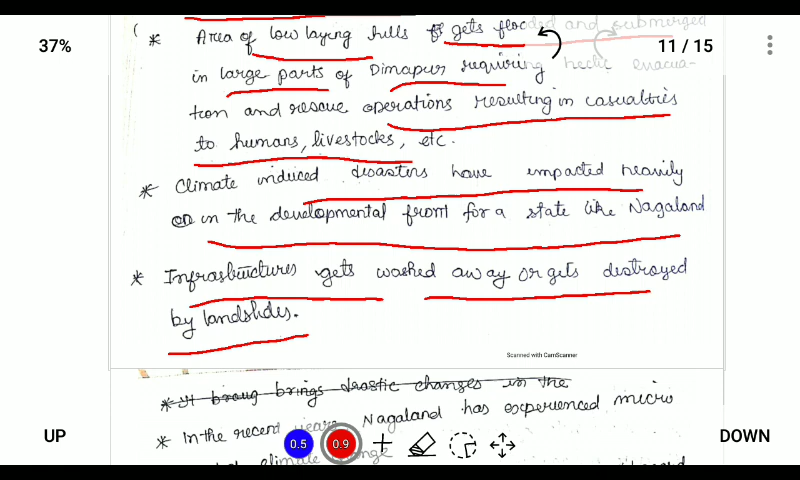 37%
11 / 15
* Area of low laying hills gets flooded and submerged
in large parts of Dimapur requiring hectic evacua-
tion and rescue operations resulting in casualties
to humans, livestocks, etc.
* Climate induced desasters have impacted heavily
in the developmental front for a state like Nagaland
* Infrastructures gets washed away or gets destroyed
by landslides.
Scanned with CamScanner
* It broug brings drastic changes in the
* In the recent years Nagaland has experienced micro
climate change
UP
0.5
0.9
DOWN